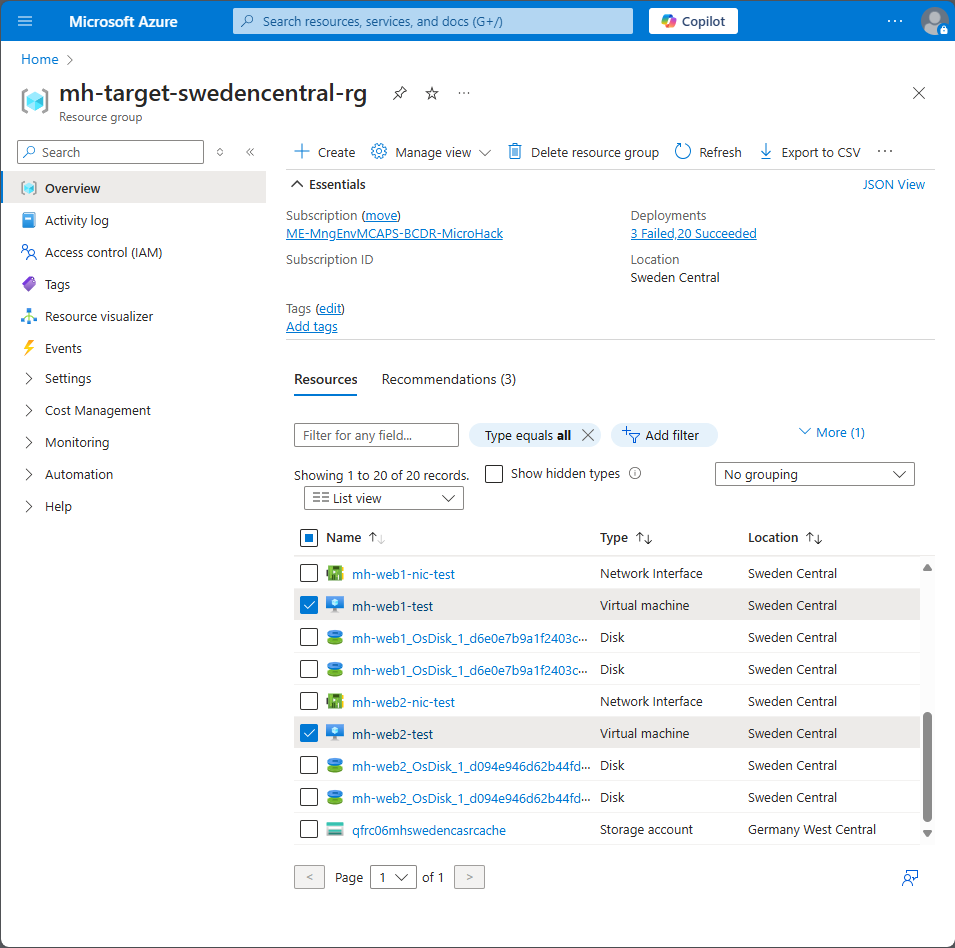 Microsoft Azure
Search resources, services, and docs (G+/)
Copilot
Home
mh-target-swedencentral-rg
Resource group
Search
Create
Manage view
Delete resource group
Refresh
Export to CSV
Overview
Activity log
Access control (IAM)
Tags
Resource visualizer
Events
Settings
Cost Management
Monitoring
Automation
Help
Essentials
JSON View
Subscription (move)
ME-MngEnvMCAPS-BCDR-MicroHack
Subscription ID
Deployments
3 Failed,20 Succeeded
Location
Sweden Central
Tags (edit)
Add tags
Resources
Recommendations (3)
Filter for any field...
Type equals all
Add filter
More (1)
Showing 1 to 20 of 20 records.
Show hidden types
No grouping
List view
Name Type Location
mh-web1-nic-test Network Interface Sweden Central
mh-web1-test Virtual machine Sweden Central
mh-web1_OsDisk_1_d6e0e7b9a1f2403c... Disk Sweden Central
mh-web1_OsDisk_1_d6e0e7b9a1f2403c... Disk Sweden Central
mh-web2-nic-test Network Interface Sweden Central
mh-web2-test Virtual machine Sweden Central
mh-web2_OsDisk_1_d094e946d62b44fd... Disk Sweden Central
mh-web2_OsDisk_1_d094e946d62b44fd... Disk Sweden Central
qfrc06mhswedencasrcache Storage account Germany West Central
< Page 1 of 1 >